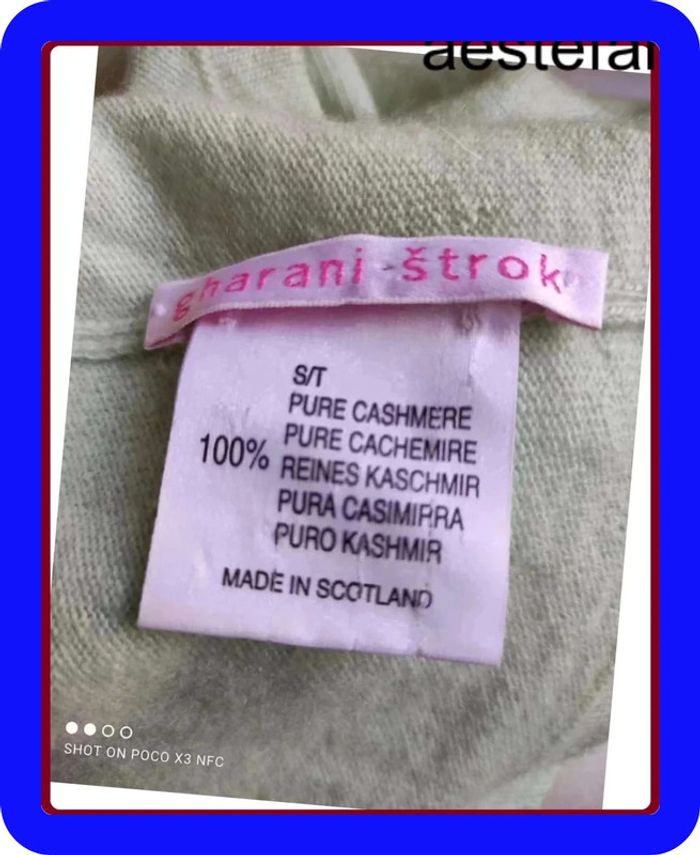 gharani štrok
S/T
PURE CASHMERE
PURE CACHEMIRE
100% REINES KASCHMIR
PURA CASIMIRRA
PURO KASHMIR
MADE IN SCOTLAND
SHOT ON POCO X3 NFC